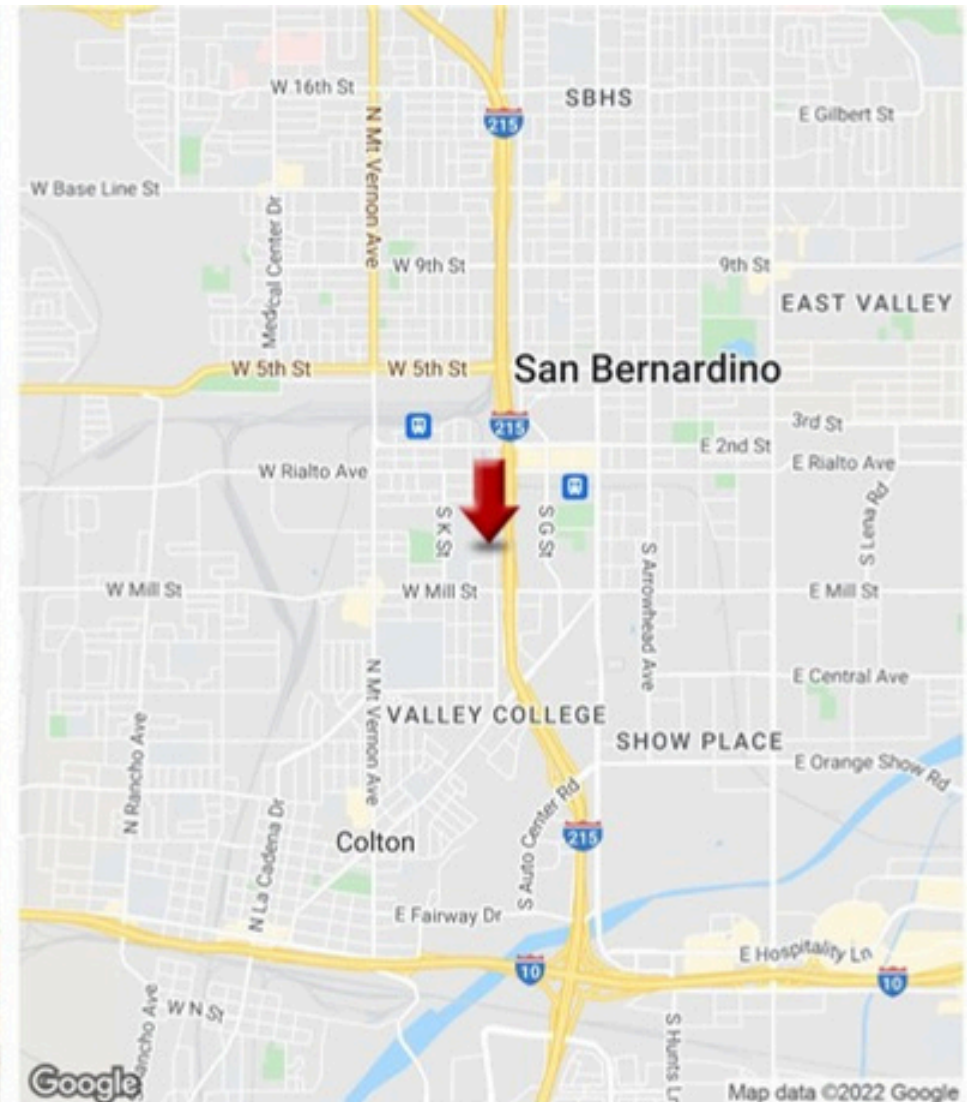 W 16th St
SBHS
215
E Gilbert St
N Mt Vernon Ave
W Base Line St
Medical Center Dr
W 9th St
9th St
EAST VALLEY
W 5th St
W 5th St
San Bernardino
215
3rd St
E 2nd St
W Rialto Ave
E Rialto Ave
S K St
S G St
S Lena Rd
S Arrowhead Ave
W Mill St
W Mill St
E Mill St
N Mt Vernon Ave
E Central Ave
VALLEY COLLEGE
SHOW PLACE
N Rancho Ave
E Orange Show Rd
S Auto Center Rd
N La Cadena Dr
Colton
215
E Fairway Dr
E Hospitality Ln
10
10
W N St
Google
Map data ©2022 Google